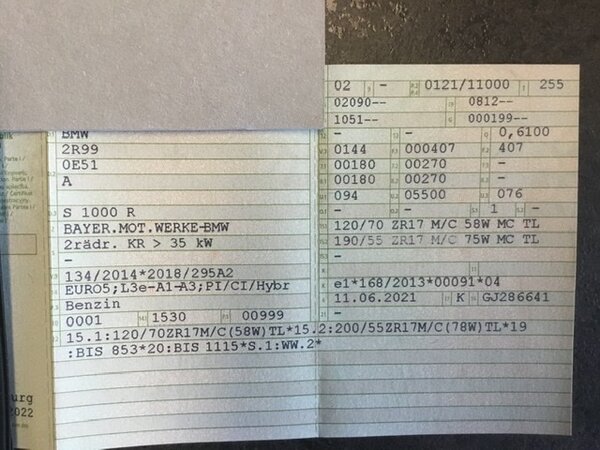 02 - 0121/11000 255
02090-- 0812--
1051-- G 000199--
BMW - - Q 0,6100
2R99 0144 000407 407
0E51 00180 00270 -
A 00180 00270 -
094 05500 076
S 1000 R - - 1 -
BAYER.MOT.WERKE-BMW 120/70 ZR17 M/C 58W MC TL
2rädr. KR > 35 kW 190/55 ZR17 M/C 75W MC TL
- -
134/2014*2018/295A2
EURO5;L3e-A1-A3;PI/CI/Hybr e1*168/2013*00091*04
Benzin 11.06.2021 K GJ286641
0001 1530 00999
15.1:120/70ZR17M/C(58W)TL*15.2:200/55ZR17M/C(78W)TL*19
:BIS 853*20:BIS 1115*S.1:WW.2*
urg
2022